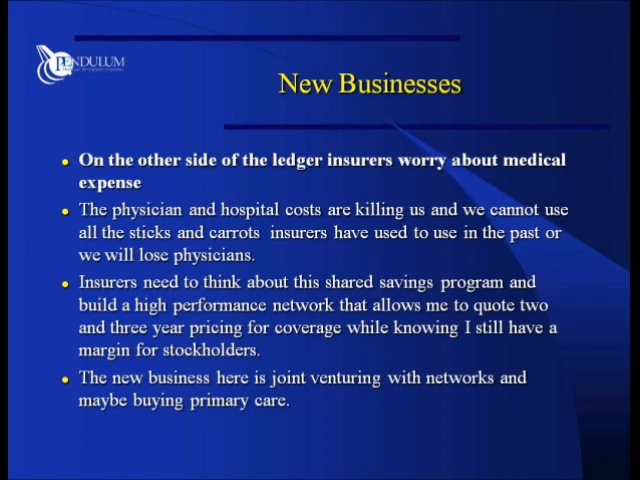 PENDULUM
New Businesses
On the other side of the ledger insurers worry about medical
expense
The physician and hospital costs are killing us and we cannot use
all the sticks and carrots insurers have used to use in the past or
we will lose physicians.
Insurers need to think about this shared savings program and
build a high performance network that allows me to quote two
and three year pricing for coverage while knowing I still have a
margin for stockholders.
The new business here is joint venturing with networks and
maybe buying primary care.